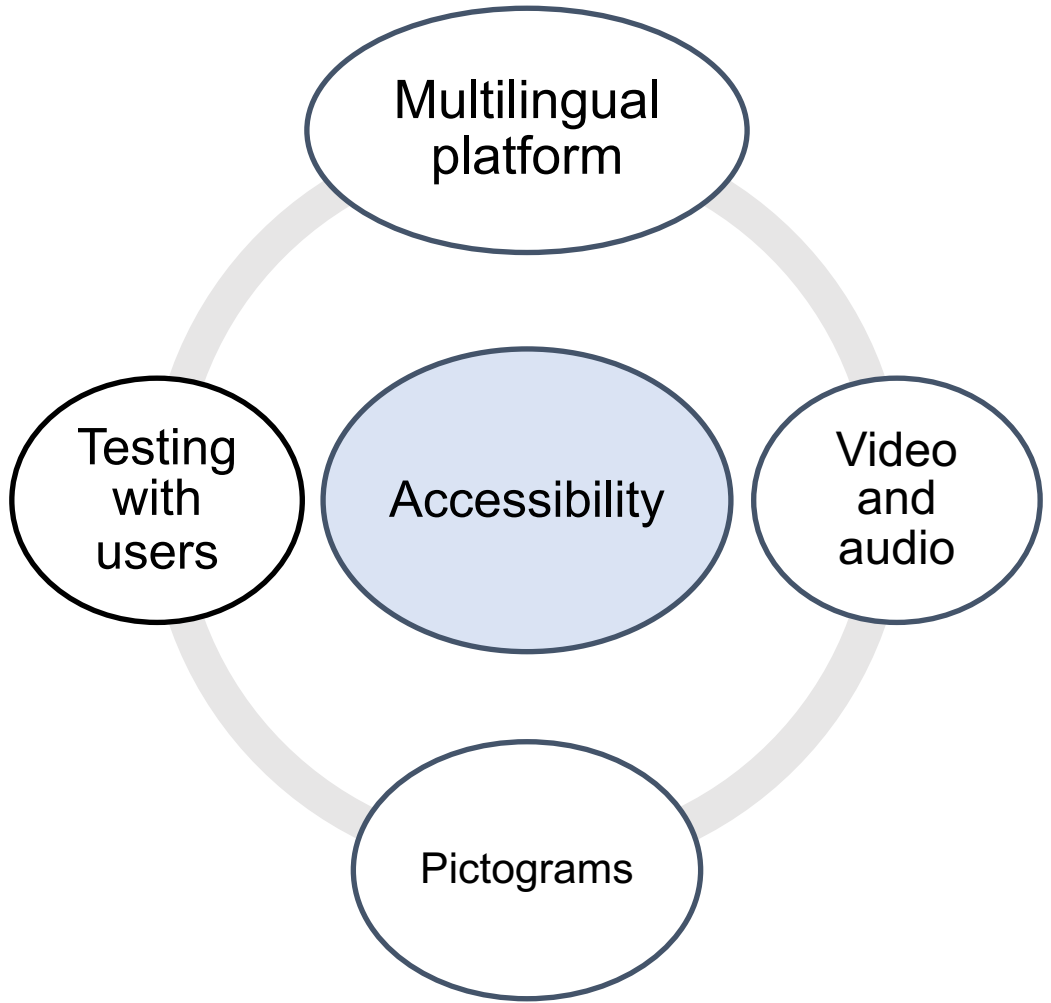 Multilingual
platform
Testing
with
users
Accessibility
Video
and
audio
Pictograms